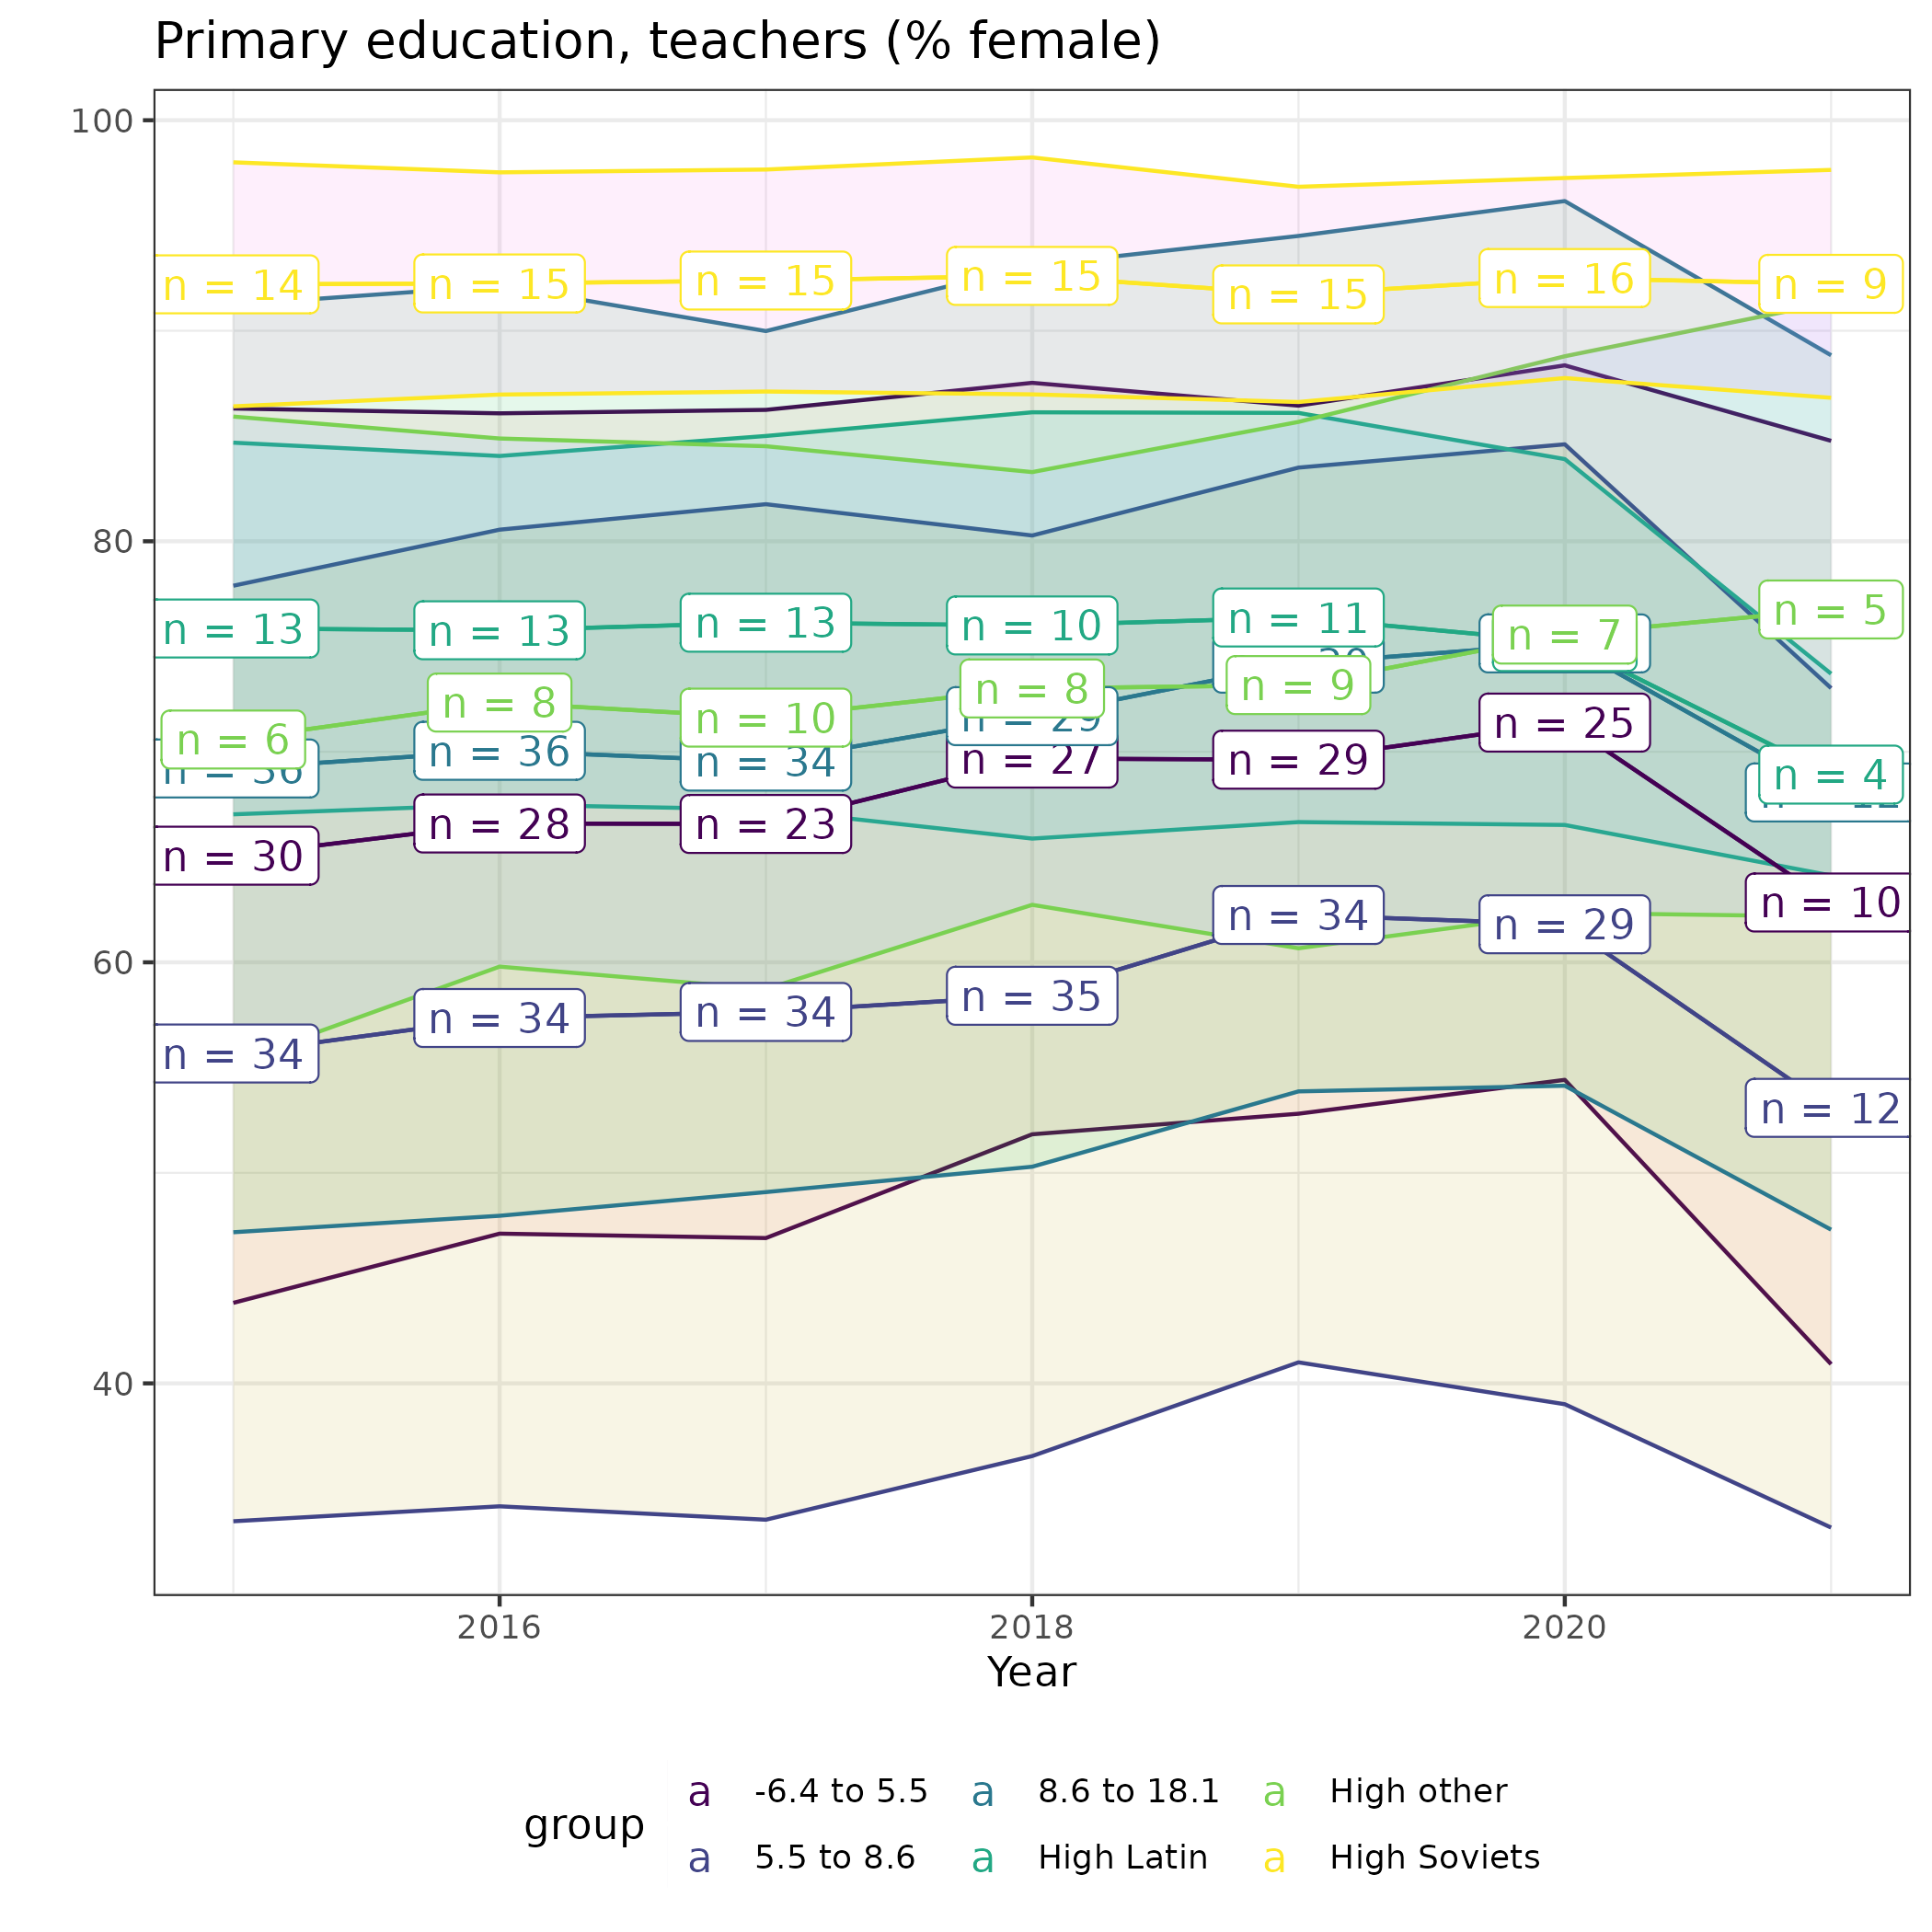 Primary education, teachers (% female)
100
80
60
40
n = 14
n = 15
n = 15
n = 15
n = 15
n = 16
n = 9
n = 13
n = 13
n = 13
n = 10
n = 11
n = 7
n = 5
n = 6
n = 8
n = 10
n = 8
n = 9
n = 4
n = 36
n = 36
n = 34
n = 29
n = 30
n = 28
n = 23
n = 27
n = 29
n = 25
n = 10
n = 34
n = 34
n = 34
n = 35
n = 34
n = 29
n = 12
2016
2018
2020
Year
group
a -6.4 to 5.5
a 8.6 to 18.1
a High other
a 5.5 to 8.6
a High Latin
a High Soviets